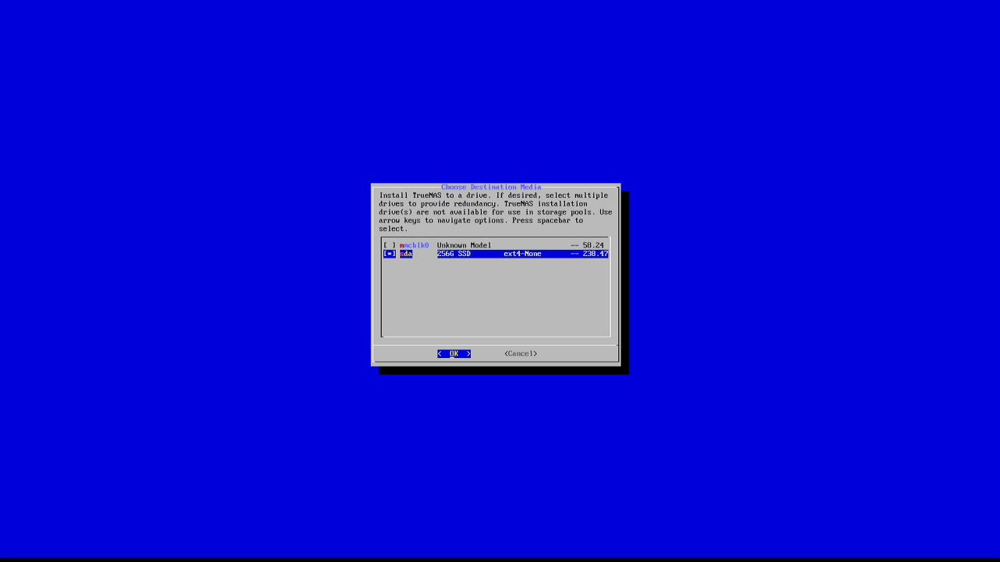 Choose Destination Media
Install TrueNAS to a drive. If desired, select multiple
drives to provide redundancy. TrueNAS installation
drive(s) are not available for use in storage pools. Use
arrow keys to navigate options. Press spacebar to
select.
[ ] mmcblk0 Unknown Model -- 58.24
[*] sda 256G SSD ext4-None -- 238.47
< OK > <Cancel>